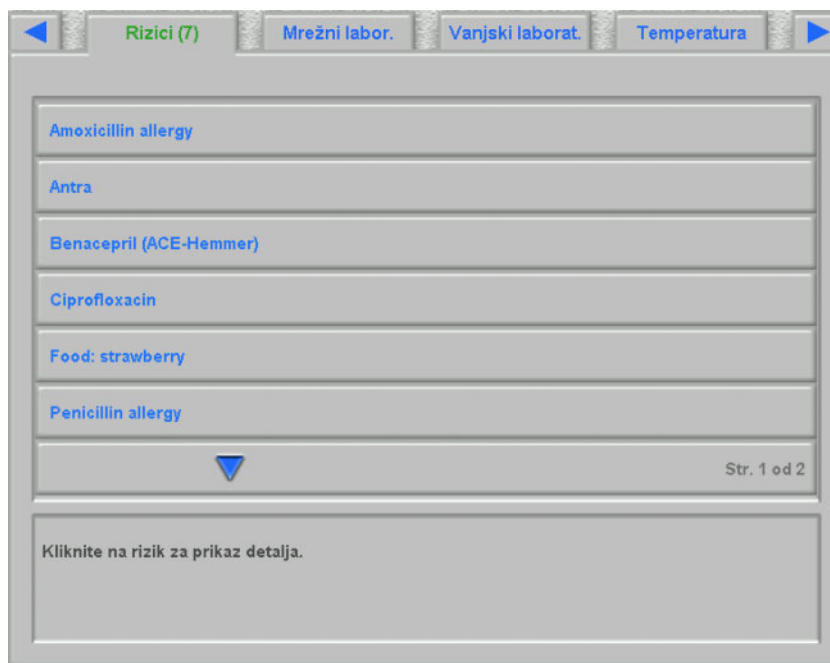 Rizici (7) Mrežni labor. Vanjski laborat. Temperatura
Amoxicillin allergy
Antra
Benacepril (ACE-Hemmer)
Ciprofloxacin
Food: strawberry
Penicillin allergy
Str. 1 od 2
Kliknite na rizik za prikaz detalja.